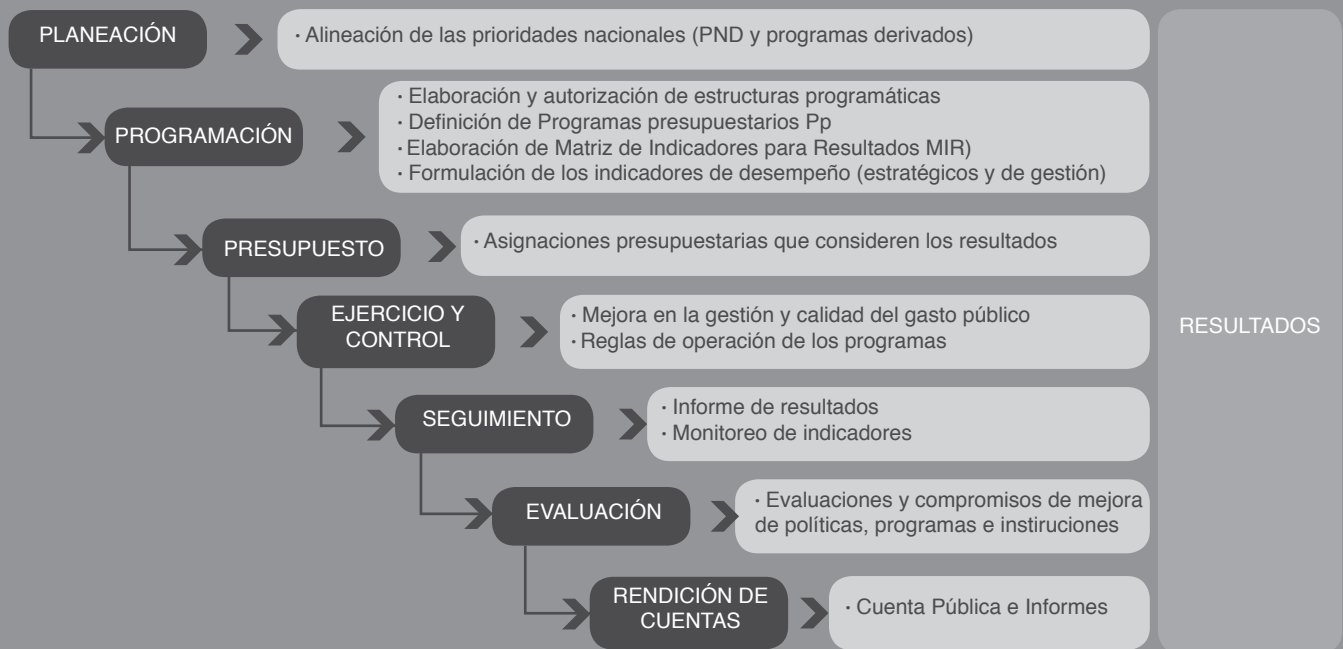 PLANEACIÓN
· Alineación de las prioridades nacionales (PND y programas derivados)
PROGRAMACIÓN
· Elaboración y autorización de estructuras programáticas
· Definición de Programas presupuestarios Pp
· Elaboración de Matriz de Indicadores para Resultados MIR)
· Formulación de los indicadores de desempeño (estratégicos y de gestión)
PRESUPUESTO
· Asignaciones presupuestarias que consideren los resultados
EJERCICIO Y
CONTROL
· Mejora en la gestión y calidad del gasto público
· Reglas de operación de los programas
SEGUIMIENTO
· Informe de resultados
· Monitoreo de indicadores
EVALUACIÓN
· Evaluaciones y compromisos de mejora
de políticas, programas e instiruciones
RENDICIÓN DE
CUENTAS
· Cuenta Pública e Informes
RESULTADOS